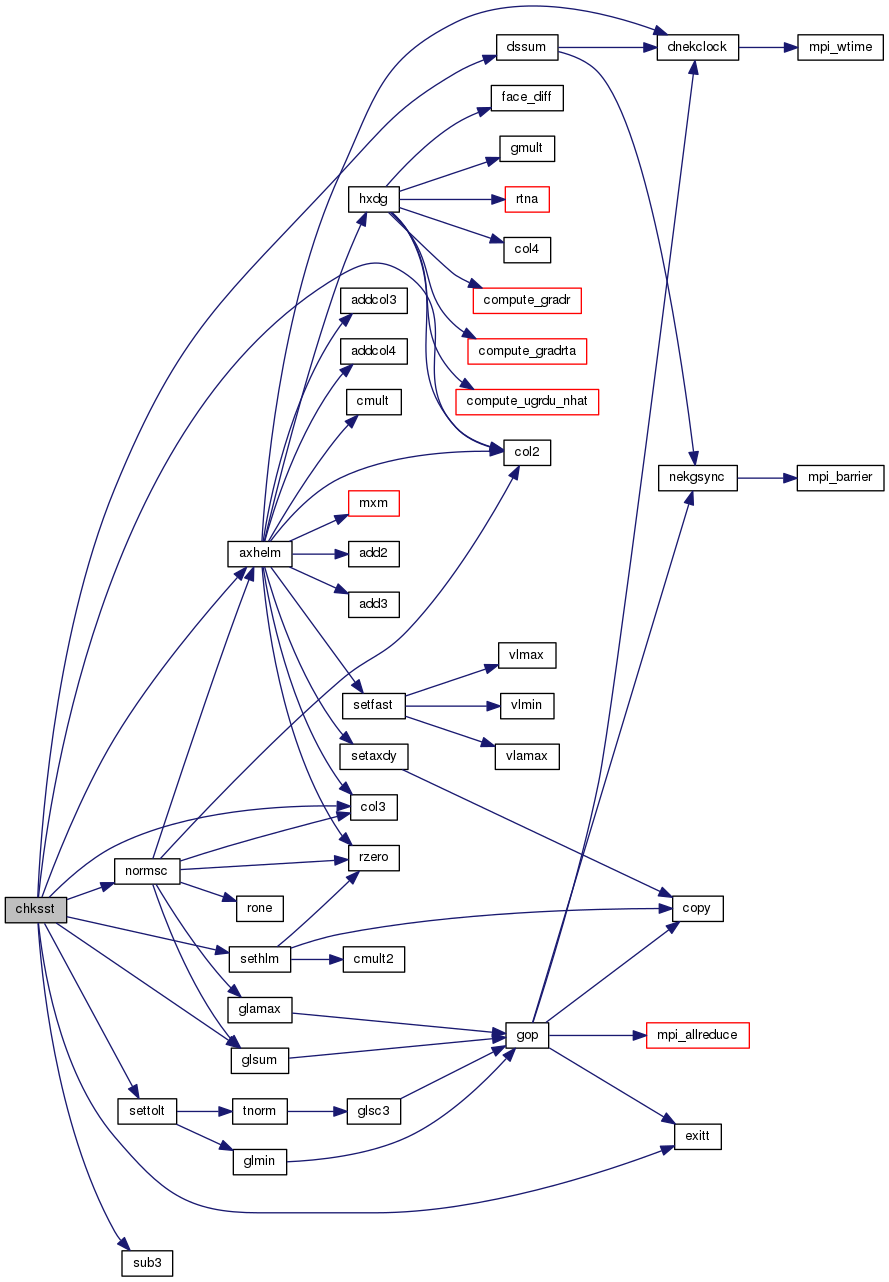 dssum
dnekclock
mpi_wtime
face_diff
gmult
hxdg
rtna
col4
addcol3
compute_gradr
addcol4
compute_gradrta
cmult
compute_ugrdu_nhat
col2
nekgsync
mpi_barrier
mxm
axhelm
add2
add3
vlmax
setfast
vlmin
setaxdy
vlamax
col3
rzero
normsc
chksst
rone
copy
sethlm
cmult2
glamax
gop
mpi_allreduce
glsum
settolt
tnorm
glsc3
exitt
glmin
sub3